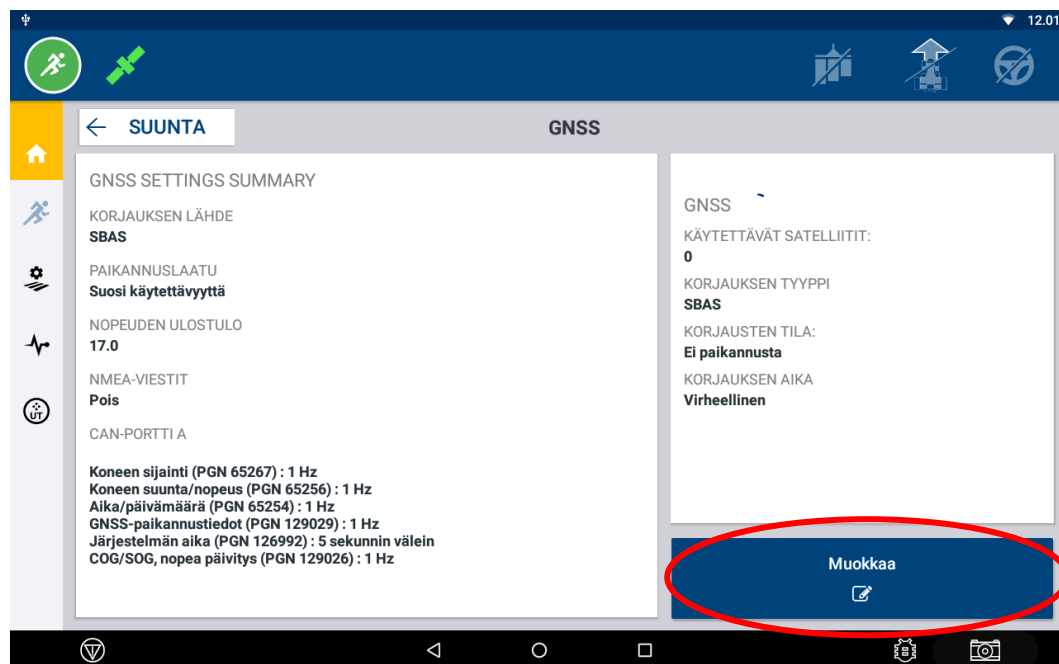 12.01
SUUNTA
GNSS
GNSS SETTINGS SUMMARY
KORJAUKSEN LÄHDE
SBAS
PAIKANNUSLAATU
Suosi käytettävyyttä
NOPEUDEN ULOSTULO
17.0
NMEA-VIESTIT
Pois
CAN-PORTTI A
Koneen sijainti (PGN 65267) : 1 Hz
Koneen suunta/nopeus (PGN 65256) : 1 Hz
Aika/päivämäärä (PGN 65254) : 1 Hz
GNSS-paikannustiedot (PGN 129029) : 1 Hz
Järjestelmän aika (PGN 126992) : 5 sekunnin välein
COG/SOG, nopea päivitys (PGN 129026) : 1 Hz
GNSS
KÄYTETTÄVÄT SATELLIITIT:
0
KORJAUKSEN TYYPPI
SBAS
KORJAUSTEN TILA:
Ei paikannusta
KORJAUKSEN AIKA
Virheellinen
Muokkaa
UT